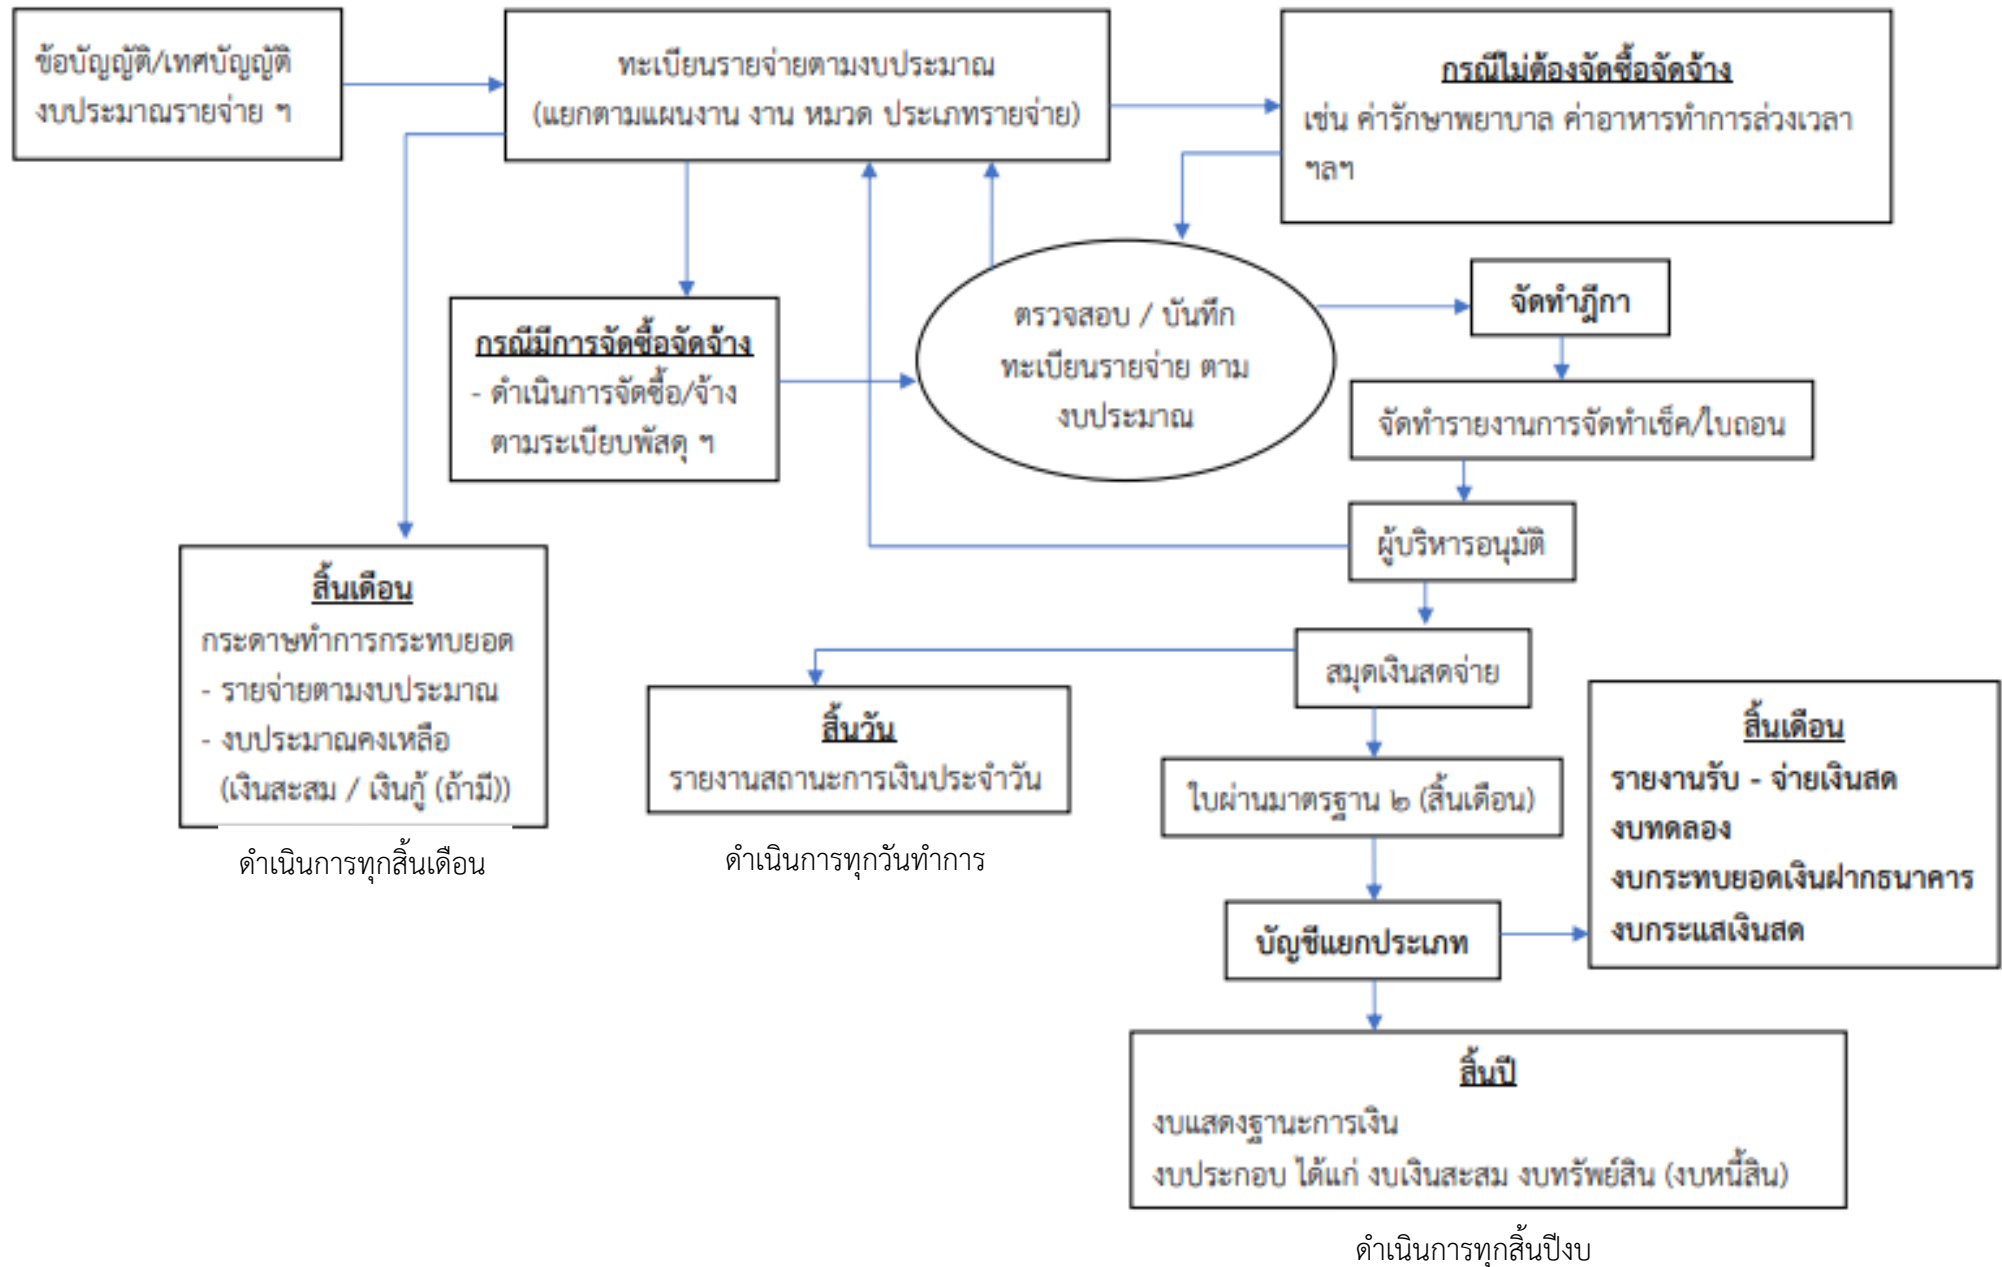 ข้อบัญญัติ/เทศบัญญัติ
งบประมาณรายจ่าย ฯ
ทะเบียนรายจ่ายตามงบประมาณ
(แยกตามแผนงาน งาน หมวด ประเภทรายจ่าย)
กรณีไม่ต้องจัดซื้อจัดจ้าง
เช่น ค่ารักษาพยาบาล ค่าอาหารทำการล่วงเวลา
ฯลฯ
กรณีมีการจัดซื้อจัดจ้าง
- ดำเนินการจัดซื้อ/จ้าง
ตามระเบียบพัสดุ ฯ
ตรวจสอบ / บันทึก
ทะเบียนรายจ่าย ตาม
งบประมาณ
จัดทำฎีกา
จัดทำรายงานการจัดทำเช็ค/ใบถอน
ผู้บริหารอนุมัติ
สมุดเงินสดจ่าย
สิ้นเดือน
กระดาษทำการกระทบยอด
- รายจ่ายตามงบประมาณ
- งบประมาณคงเหลือ
(เงินสะสม / เงินกู้ (ถ้ามี))
ดำเนินการทุกสิ้นเดือน
สิ้นวัน
รายงานสถานะการเงินประจำวัน
ดำเนินการทุกวันทำการ
ใบผ่านมาตรฐาน ๒ (สิ้นเดือน)
บัญชีแยกประเภท
สิ้นเดือน
รายงานรับ - จ่ายเงินสด
งบทดลอง
งบกระทบยอดเงินฝากธนาคาร
งบกระแสเงินสด
สิ้นปี
งบแสดงฐานะการเงิน
งบประกอบ ได้แก่ งบเงินสะสม งบทรัพย์สิน (งบหนี้สิน)
ดำเนินการทุกสิ้นปีงบ